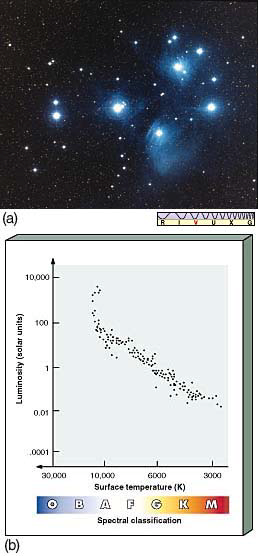 (a)
R I V U X G
(b)
Luminosity (solar units)
10,000
100
1
0.01
.0001
30,000 10,000 6000 3000
Surface temperature (K)
O B A F G K M
Spectral classification